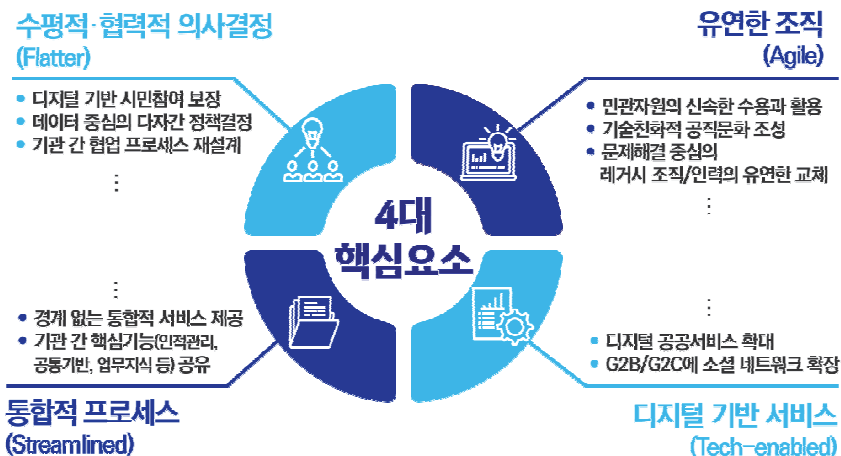 수평적·협력적 의사결정
(Flatter)
• 디지털 기반 시민참여 보장
• 데이터 중심의 다자간 정책결정
• 기관 간 협업 프로세스 재설계
⋮
유연한 조직
(Agile)
• 민관자원의 신속한 수용과 활용
• 기술친화적 공직문화 조성
• 문제해결 중심의
레거시 조직/인력의 유연한 교체
⋮
4대
핵심요소
⋮
• 경계 없는 통합적 서비스 제공
• 기관 간 핵심기능(인적관리,
공통기반, 업무지식 등) 공유
통합적 프로세스
(Streamlined)
⋮
• 디지털 공공서비스 확대
• G2B/G2C에 소셜 네트워크 확장
디지털 기반 서비스
(Tech-enabled)